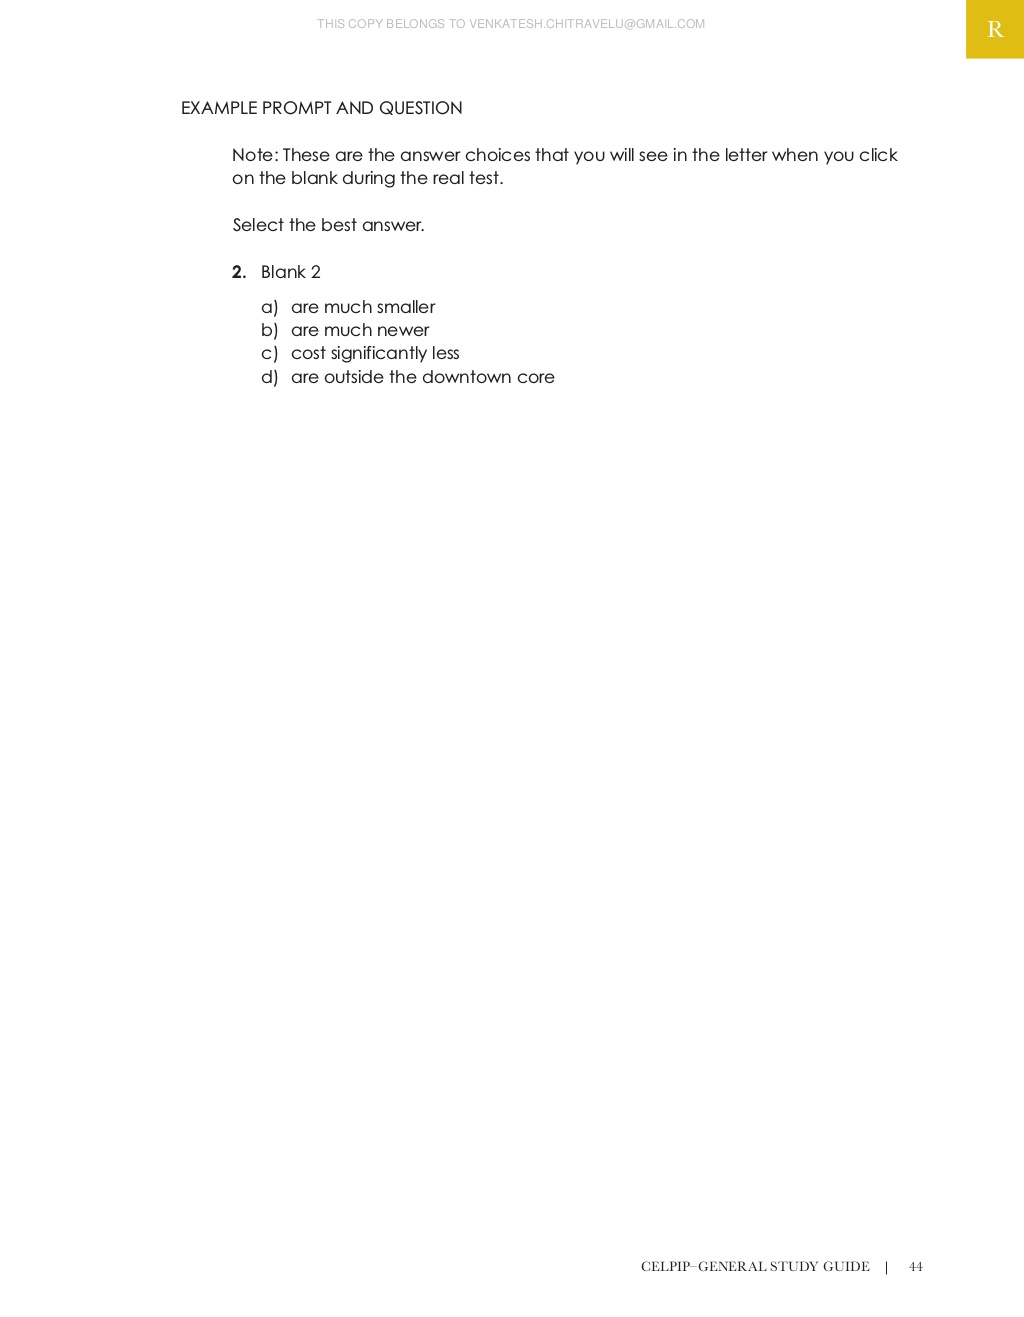 THIS COPY BELONGS TO VENKATESH.CHITRAVELU@GMAIL.COM
R
EXAMPLE PROMPT AND QUESTION
Note: These are the answer choices that you will see in the letter when you click
on the blank during the real test.
Select the best answer.
2. Blank 2
a) are much smaller
b) are much newer
c) cost significantly less
d) are outside the downtown core
CELPIP–GENERAL STUDY GUIDE | 44